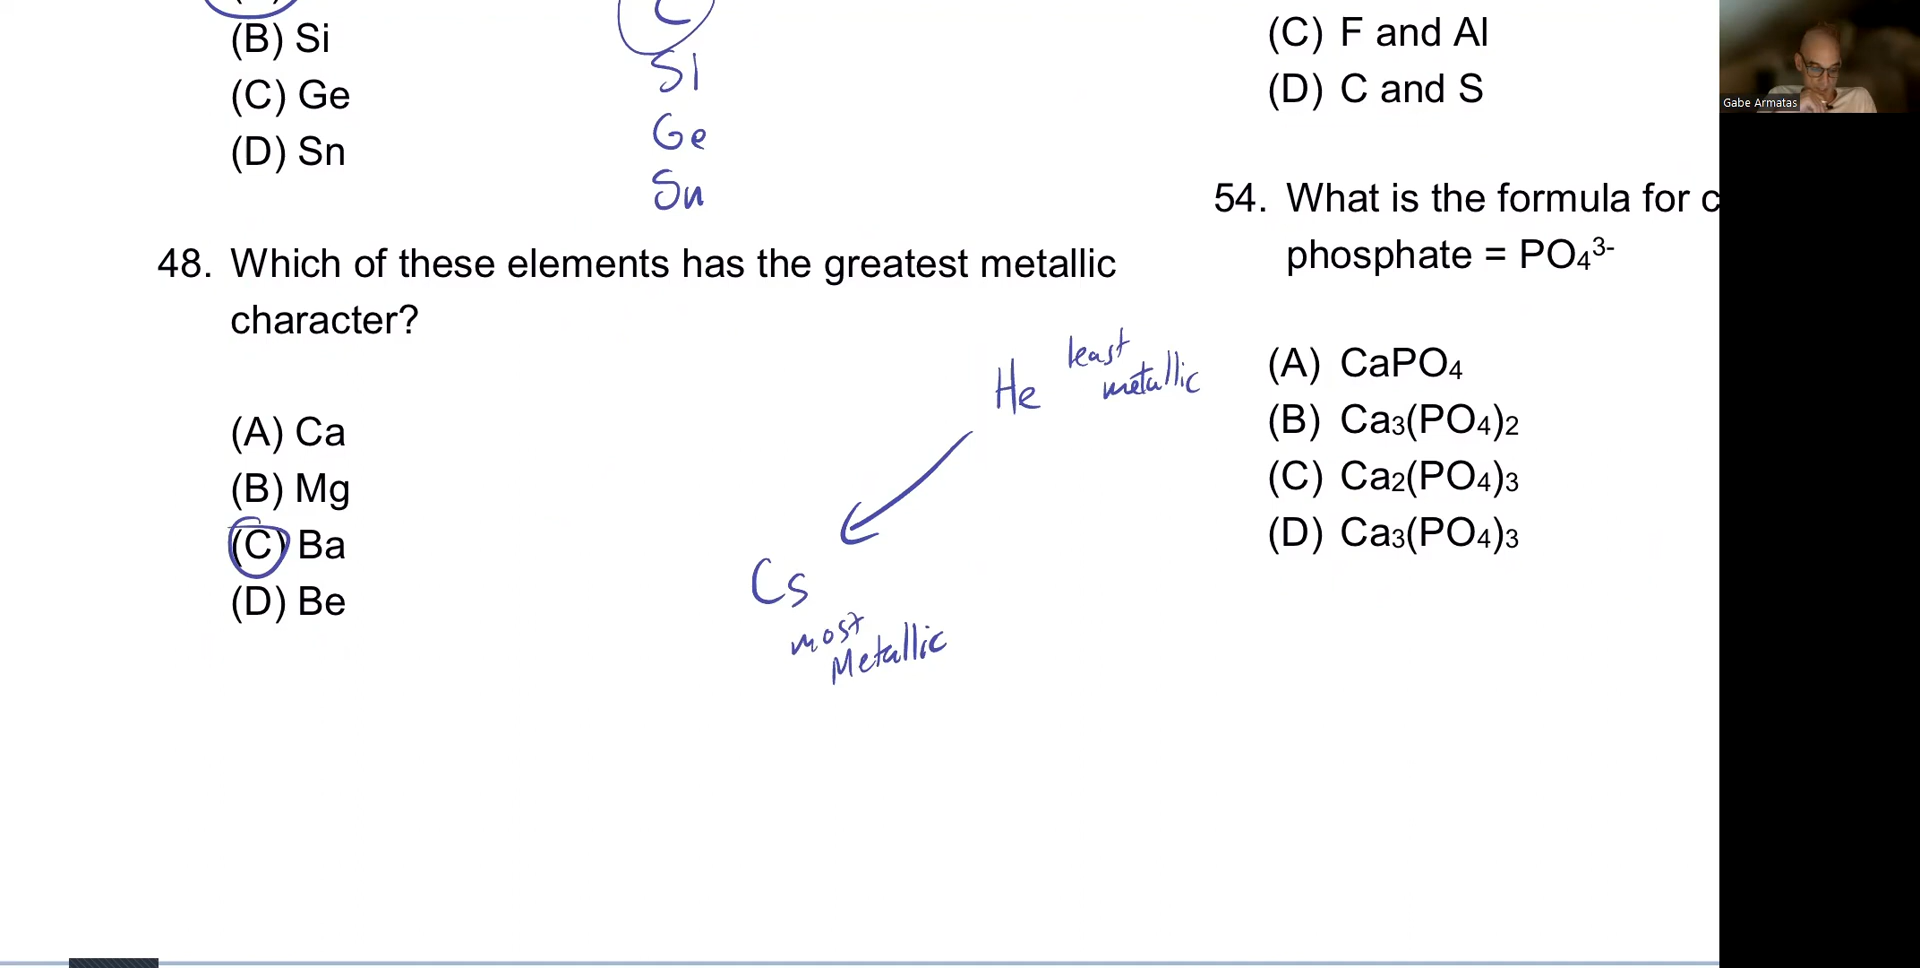 (B) Si
(C) Ge
(D) Sn
C
Si
Ge
Sn
48. Which of these elements has the greatest metallic
character?
(A) Ca
(B) Mg
(C) Ba
(D) Be
He least
metallic
Cs
most
Metallic
(C) F and Al
(D) C and S
54. What is the formula for c
phosphate = PO₄³⁻
(A) CaPO₄
(B) Ca₃(PO₄)₂
(C) Ca₂(PO₄)₃
(D) Ca₃(PO₄)₃
Gabe Armatas